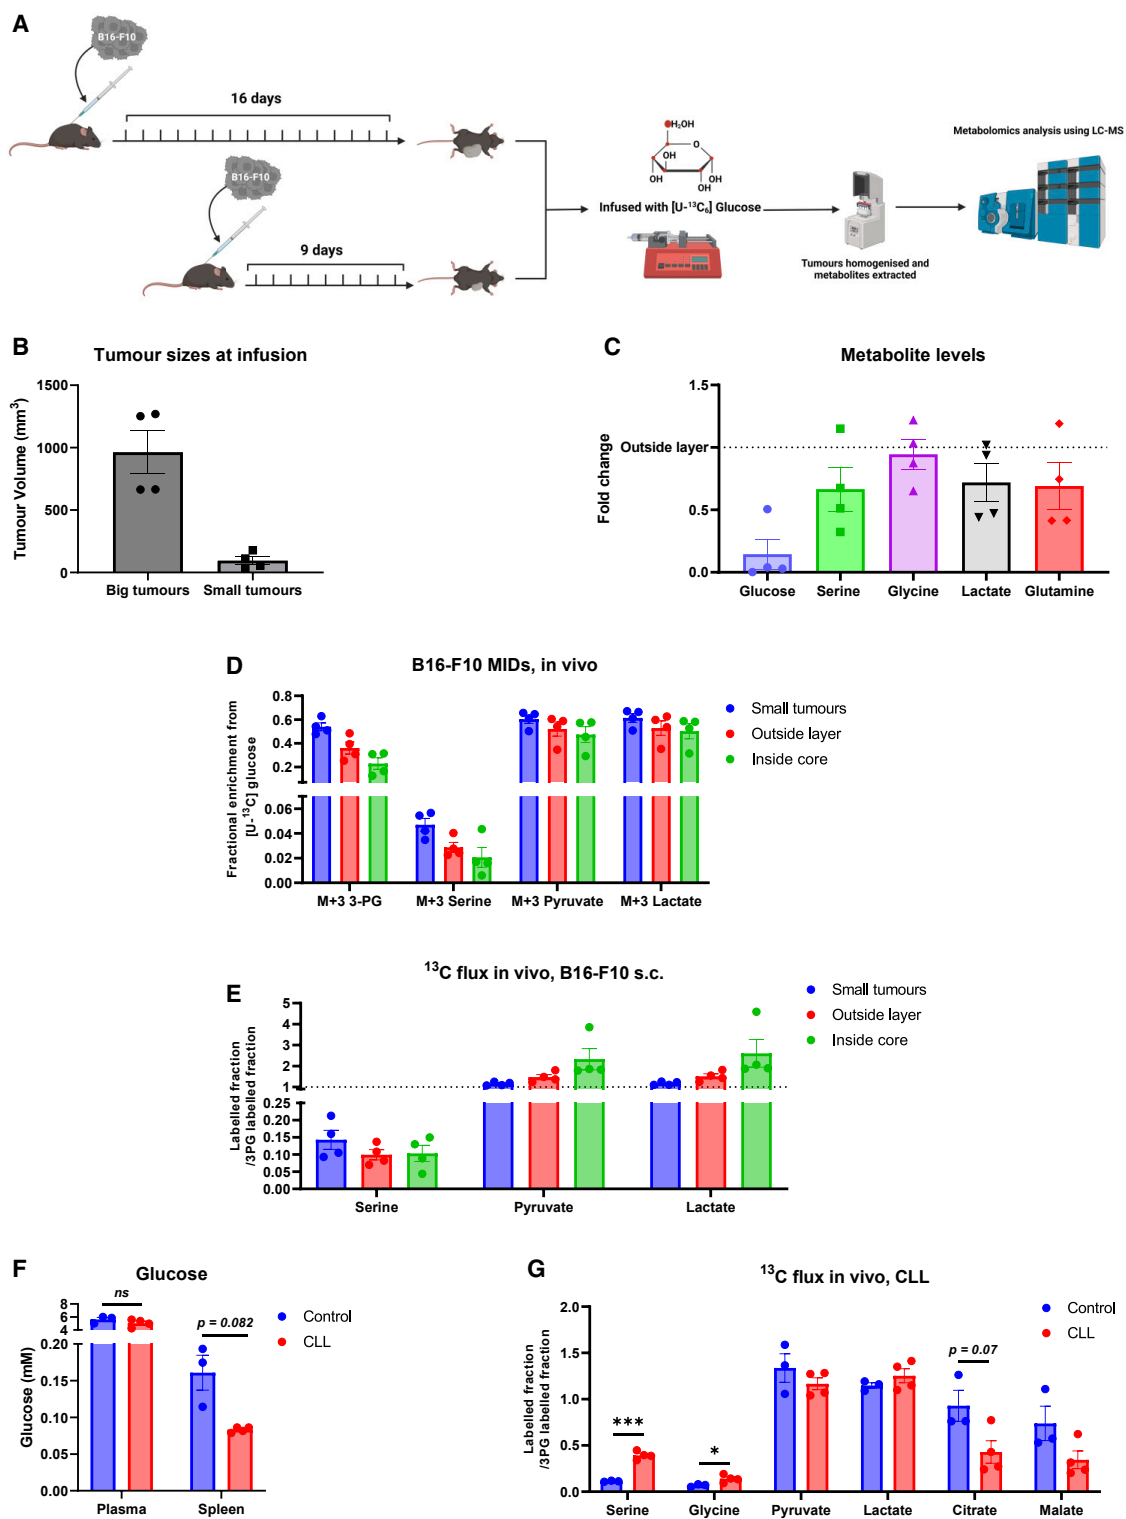 A
B16-F10
16 days
B16-F10
9 days
H₂OH
O
OH
OH
OH
OH
Infused with [U-¹³C₆] Glucose
Tumours homogenised and
metabolites extracted
Metabolomics analysis using LC-MS
B
Tumour sizes at infusion
Tumour Volume (mm³)
1500
1000
500
0
Big tumours
Small tumours
C
Metabolite levels
Fold change
1.5
Outside layer
0.5
0.0
Glucose
Serine
Glycine
Lactate
Glutamine
D
B16-F10 MIDs, in vivo
Fractional enrichment from
[U-¹³C] glucose
0.8
0.6
0.4
0.2
0.06
0.04
0.02
0.00
M+3 3-PG
M+3 Serine
M+3 Pyruvate
M+3 Lactate
Small tumours
Outside layer
Inside core
E
¹³C flux in vivo, B16-F10 s.c.
Labelled fraction
/3PG labelled fraction
5
4
3
2
1
0.25
0.20
0.15
0.10
0.05
0.00
Serine
Pyruvate
Lactate
Small tumours
Outside layer
Inside core
F
Glucose
Glucose (mM)
8
6
4
0.20
0.15
0.10
0.05
0.00
ns
p = 0.082
Plasma
Spleen
Control
CLL
G
¹³C flux in vivo, CLL
Labelled fraction
/3PG labelled fraction
2.0
1.5
1.0
0.5
0.0
***
*
p = 0.07
Serine
Glycine
Pyruvate
Lactate
Citrate
Malate
Control
CLL